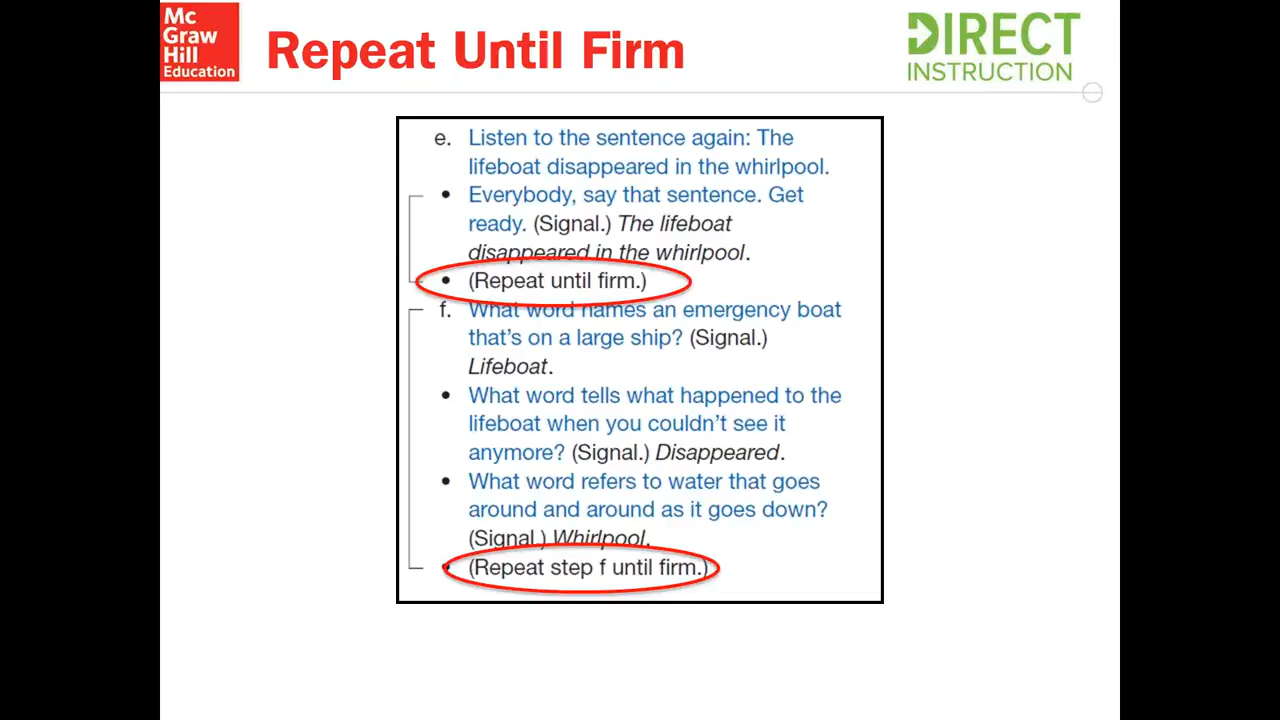 Mc
Graw
Hill
Education
Repeat Until Firm
DIRECT
INSTRUCTION
e. Listen to the sentence again: The
lifeboat disappeared in the whirlpool.
• Everybody, say that sentence. Get
ready. (Signal.) The lifeboat
disappeared in the whirlpool.
• (Repeat until firm.)
f. What word names an emergency boat
that's on a large ship? (Signal.)
Lifeboat.
• What word tells what happened to the
lifeboat when you couldn't see it
anymore? (Signal.) Disappeared.
• What word refers to water that goes
around and around as it goes down?
(Signal.) Whirlpool.
• (Repeat step f until firm.)